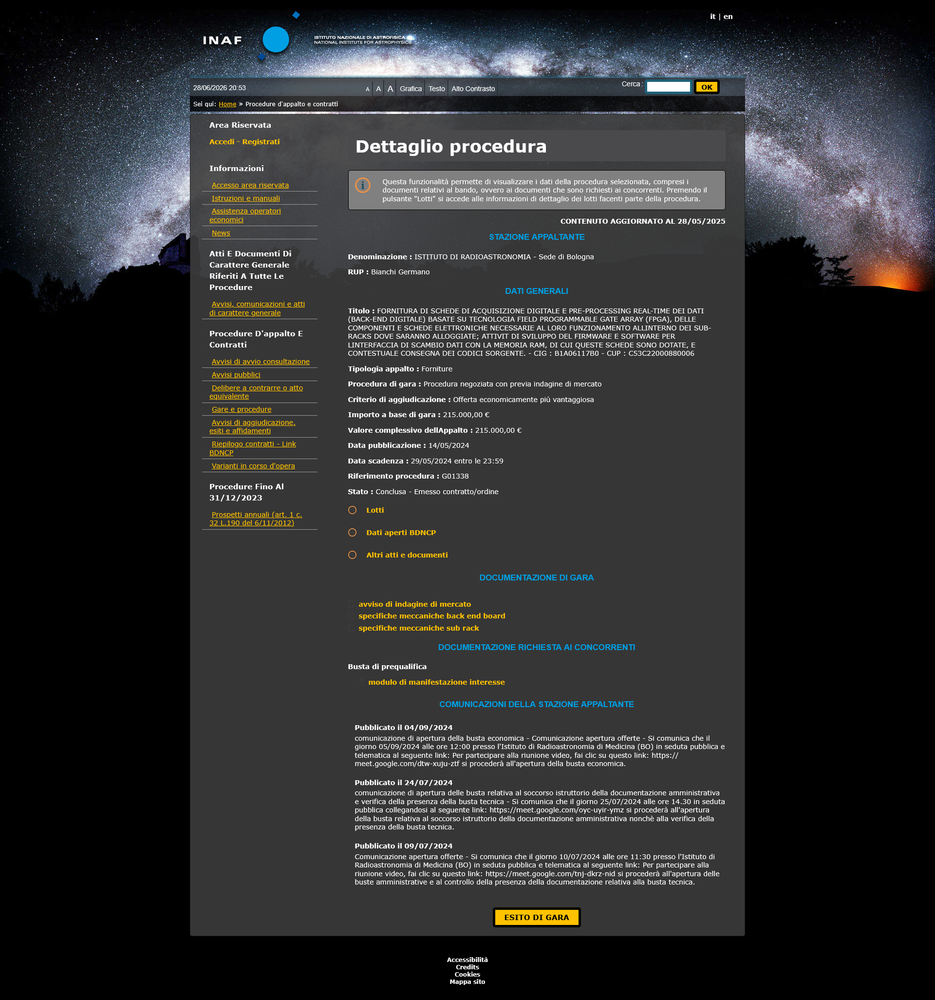 INAF
ISTITUTO NAZIONALE DI ASTROFISICA
NATIONAL INSTITUTE FOR ASTROPHYSICS
it | en
28/06/2026 20:53
A A A Grafica Testo Alto Contrasto
Cerca : OK
Sei qui: Home » Procedure d'appalto e contratti
Area Riservata
Accedi - Registrati
Informazioni
Accesso area riservata
Istruzioni e manuali
Assistenza operatori
economici
News
Atti E Documenti Di
Carattere Generale
Riferiti A Tutte Le
Procedure
Avvisi, comunicazioni e atti
di carattere generale
Procedure D'appalto E
Contratti
Avvisi di avvio consultazione
Avvisi pubblici
Delibere a contrarre o atto
equivalente
Gare e procedure
Avvisi di aggiudicazione,
esiti e affidamenti
Riepilogo contratti - Link
BDNCP
Varianti in corso d'opera
Procedure Fino Al
31/12/2023
Prospetti annuali (art. 1 c.
32 L.190 del 6/11/2012)
Dettaglio procedura
i
Questa funzionalità permette di visualizzare i dati della procedura selezionata, compresi i
documenti relativi al bando, ovvero ai documenti che sono richiesti ai concorrenti. Premendo il
pulsante "Lotti" si accede alle informazioni di dettaglio dei lotti facenti parte della procedura.
CONTENUTO AGGIORNATO AL 28/05/2025
STAZIONE APPALTANTE
Denominazione : ISTITUTO DI RADIOASTRONOMIA - Sede di Bologna
RUP : Bianchi Germano
DATI GENERALI
Titolo : FORNITURA DI SCHEDE DI ACQUISIZIONE DIGITALE E PRE-PROCESSING REAL-TIME DEI DATI
(BACK-END DIGITALE) BASATE SU TECNOLOGIA FIELD PROGRAMMABLE GATE ARRAY (FPGA), DELLE
COMPONENTI E SCHEDE ELETTRONICHE NECESSARIE AL LORO FUNZIONAMENTO ALLINTERNO DEI SUB-
RACKS DOVE SARANNO ALLOGGIATE; ATTIVIT DI SVILUPPO DEL FIRMWARE E SOFTWARE PER
LINTERFACCIA DI SCAMBIO DATI CON LA MEMORIA RAM, DI CUI QUESTE SCHEDE SONO DOTATE, E
CONTESTUALE CONSEGNA DEI CODICI SORGENTE. - CIG : B1A06117B0 - CUP : C53C22000880006
Tipologia appalto : Forniture
Procedura di gara : Procedura negoziata con previa indagine di mercato
Criterio di aggiudicazione : Offerta economicamente più vantaggiosa
Importo a base di gara : 215.000,00 €
Valore complessivo dellAppalto : 215.000,00 €
Data pubblicazione : 14/05/2024
Data scadenza : 29/05/2024 entro le 23:59
Riferimento procedura : G01338
Stato : Conclusa - Emesso contratto/ordine
Lotti
Dati aperti BDNCP
Altri atti e documenti
DOCUMENTAZIONE DI GARA
avviso di indagine di mercato
specifiche meccaniche back end board
specifiche meccaniche sub rack
DOCUMENTAZIONE RICHIESTA AI CONCORRENTI
Busta di prequalifica
modulo di manifestazione interesse
COMUNICAZIONI DELLA STAZIONE APPALTANTE
Pubblicato il 04/09/2024
comunicazione di apertura della busta economica - Comunicazione apertura offerte - Si comunica che il
giorno 05/09/2024 alle ore 12:00 presso l'Istituto di Radioastronomia di Medicina (BO) in seduta pubblica e
telematica al seguente link: Per partecipare alla riunione video, fai clic su questo link: https://
meet.google.com/dtw-xuju-ztf si procederà all'apertura della busta economica.
Pubblicato il 24/07/2024
comunicazione di apertura delle busta relativa al soccorso istruttorio della documentazione amministrativa
e verifica della presenza della busta tecnica - Si comunica che il giorno 25/07/2024 alle ore 14.30 in seduta
pubblica collegandosi al seguente link: https://meet.google.com/oyc-uyir-ymz si procederà all'apertura
della busta relativa al soccorso istruttorio della documentazione amministrativa nonchè alla verifica della
presenza della busta tecnica.
Pubblicato il 09/07/2024
Comunicazione apertura offerte - Si comunica che il giorno 10/07/2024 alle ore 11:30 presso l'Istituto di
Radioastronomia di Medicina (BO) in seduta pubblica e telematica al seguente link: Per partecipare alla
riunione video, fai clic su questo link: https://meet.google.com/tnj-dkrz-nid si procederà all'apertura delle
buste amministrative e al controllo della presenza della documentazione relativa alla busta tecnica.
ESITO DI GARA
Accessibilità
Credits
Cookies
Mappa sito